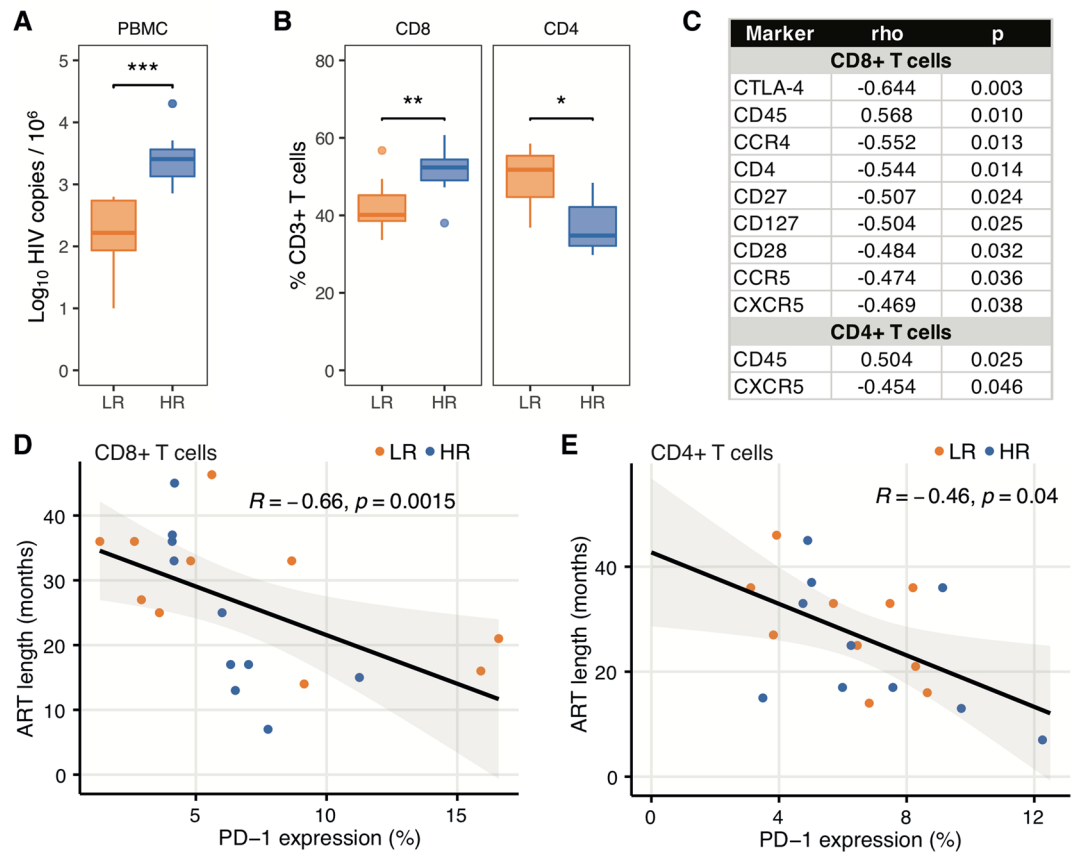 A
PBMC
***
Log10 HIV copies / 10⁶
5
4
3
2
1
0
LR HR
B
CD8 CD4
** *
% CD3+ T cells
80
60
40
20
0
LR HR LR HR
C
Marker rho p
CD8+ T cells
CTLA-4 -0.644 0.003
CD45 0.568 0.010
CCR4 -0.552 0.013
CD4 -0.544 0.014
CD27 -0.507 0.024
CD127 -0.504 0.025
CD28 -0.484 0.032
CCR5 -0.474 0.036
CXCR5 -0.469 0.038
CD4+ T cells
CD45 0.504 0.025
CXCR5 -0.454 0.046
D
CD8+ T cells LR HR
R = −0.66, p = 0.0015
ART length (months)
40
30
20
10
0
5 10 15
PD−1 expression (%)
E
CD4+ T cells LR HR
R = −0.46, p = 0.04
ART length (months)
40
20
0
0 4 8 12
PD−1 expression (%)